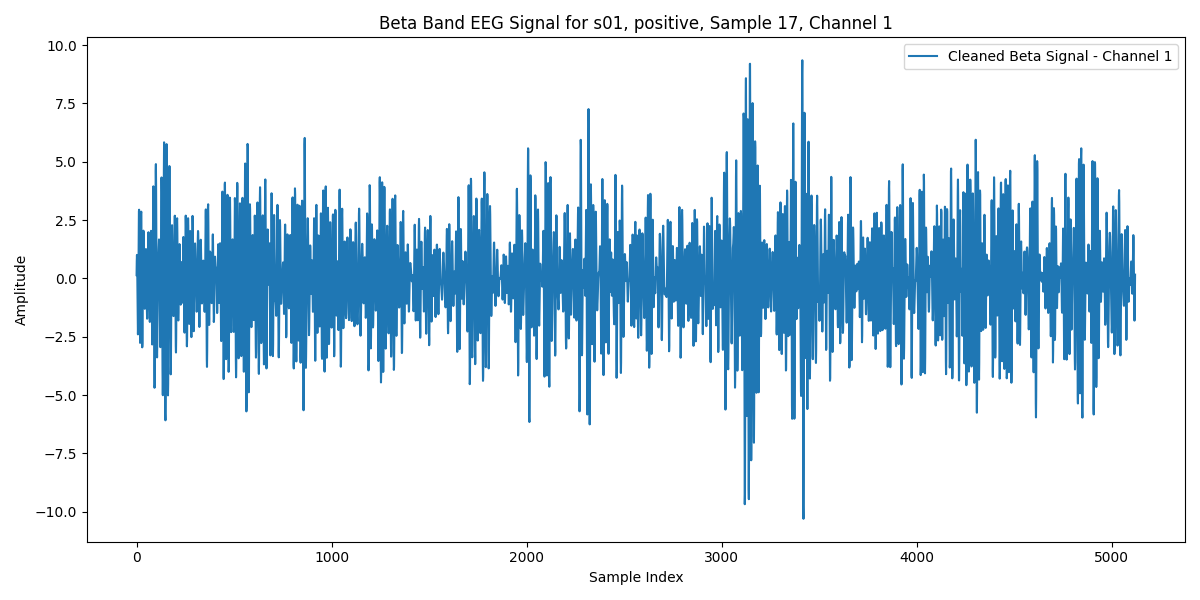 Beta Band EEG Signal for s01, positive, Sample 17, Channel 1
Cleaned Beta Signal - Channel 1
Amplitude
10.0
7.5
5.0
2.5
0.0
−2.5
−5.0
−7.5
−10.0
0 1000 2000 3000 4000 5000
Sample Index